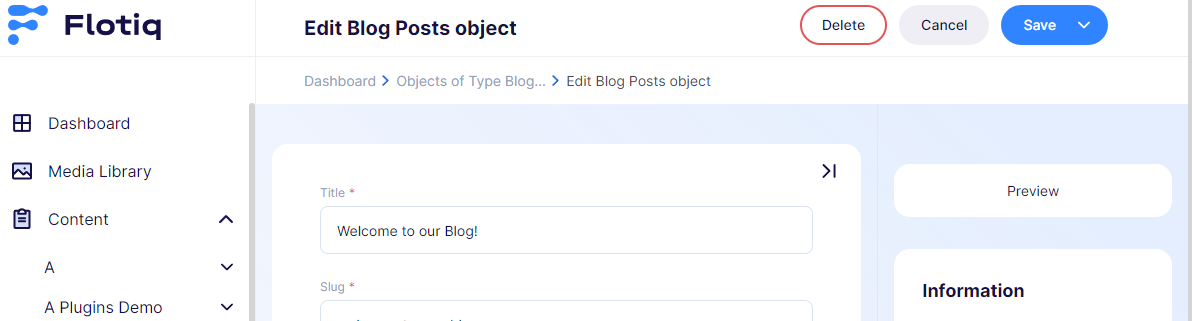 Flotiq
Edit Blog Posts object
Delete
Cancel
Save
Dashboard
Objects of Type Blog...
Edit Blog Posts object
Dashboard
Media Library
Content
A
A Plugins Demo
Title *
Welcome to our Blog!
Slug *
Preview
Information